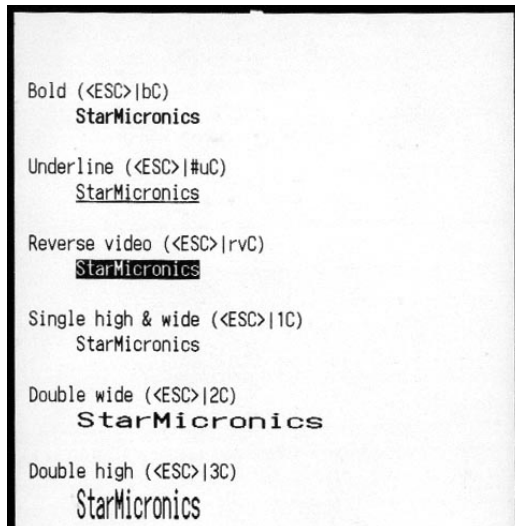 Bold (<ESC>|bC)
StarMicronics
Underline (<ESC>|#uC)
StarMicronics
Reverse video (<ESC>|rvC)
StarMicronics
Single high & wide (<ESC>|1C)
StarMicronics
Double wide (<ESC>|2C)
StarMicronics
Double high (<ESC>|3C)
StarMicronics